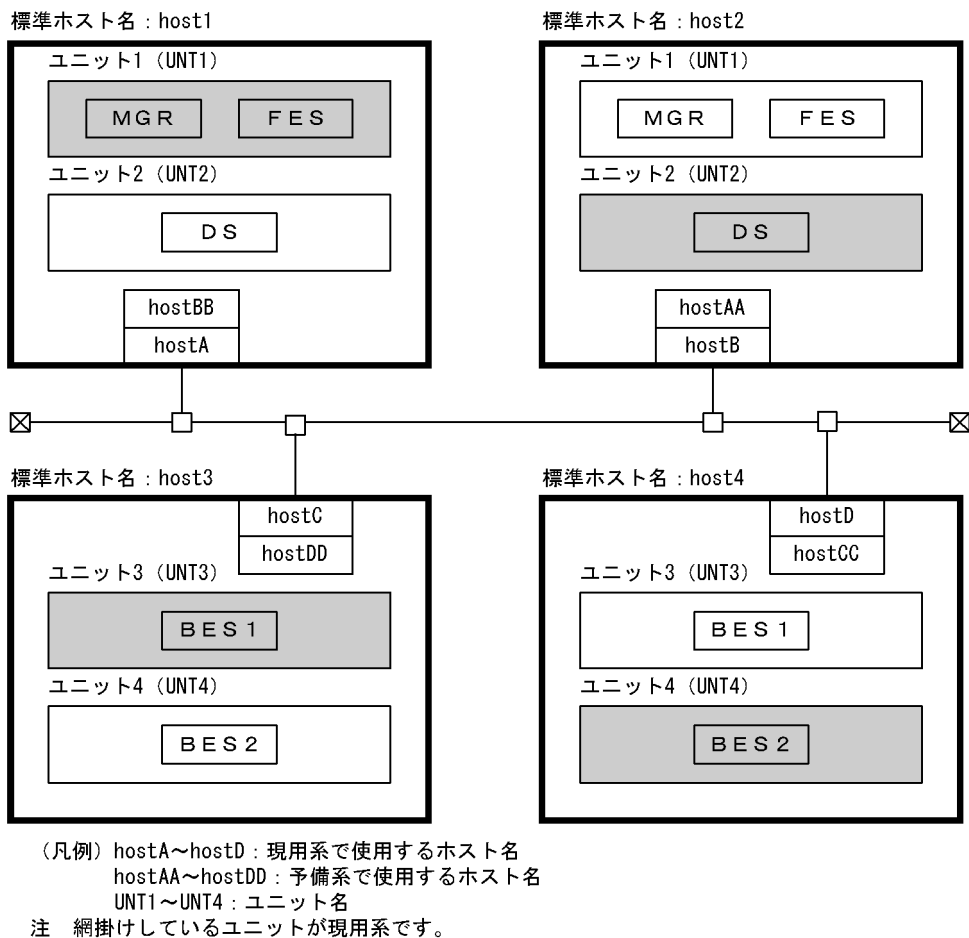 標準ホスト名：host1
ユニット1（UNT1）
ＭＧＲ
ＦＥＳ
ユニット2（UNT2）
ＤＳ
hostBB
hostA
標準ホスト名：host2
ユニット1（UNT1）
ＭＧＲ
ＦＥＳ
ユニット2（UNT2）
ＤＳ
hostAA
hostB
標準ホスト名：host3
hostC
hostDD
ユニット3（UNT3）
ＢＥＳ１
ユニット4（UNT4）
ＢＥＳ２
標準ホスト名：host4
hostD
hostCC
ユニット3（UNT3）
ＢＥＳ１
ユニット4（UNT4）
ＢＥＳ２
（凡例）hostA～hostD：現用系で使用するホスト名
hostAA～hostDD：予備系で使用するホスト名
UNT1～UNT4：ユニット名
注　網掛けしているユニットが現用系です。